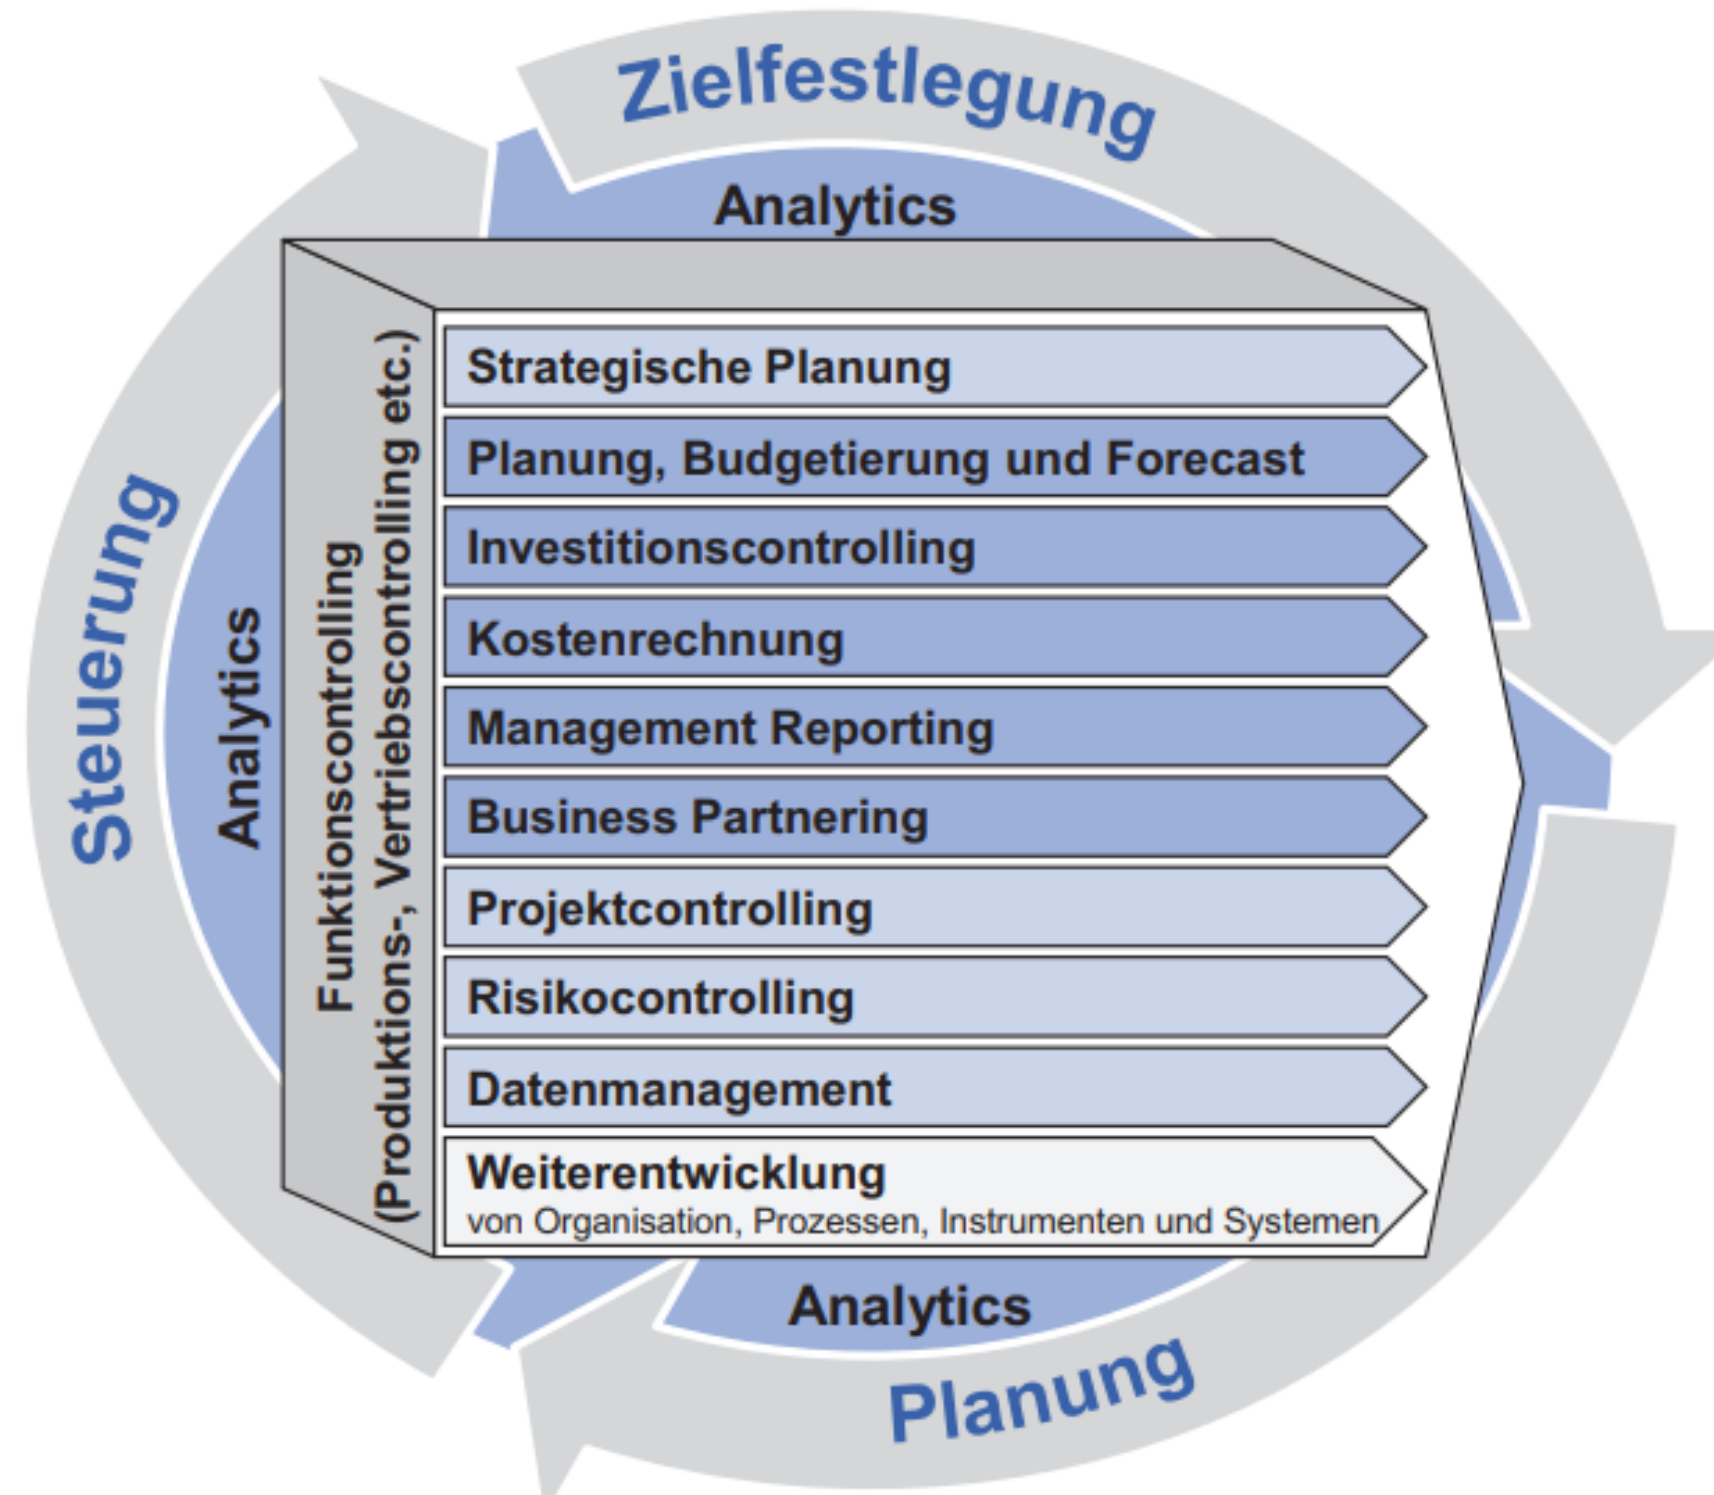 Zielfestlegung
Analytics
Steuerung
Analytics
Funktionscontrolling
(Produktions-, Vertriebscontrolling etc.)
Strategische Planung
Planung, Budgetierung und Forecast
Investitionscontrolling
Kostenrechnung
Management Reporting
Business Partnering
Projektcontrolling
Risikocontrolling
Datenmanagement
Weiterentwicklung
von Organisation, Prozessen, Instrumenten und Systemen
Analytics
Planung